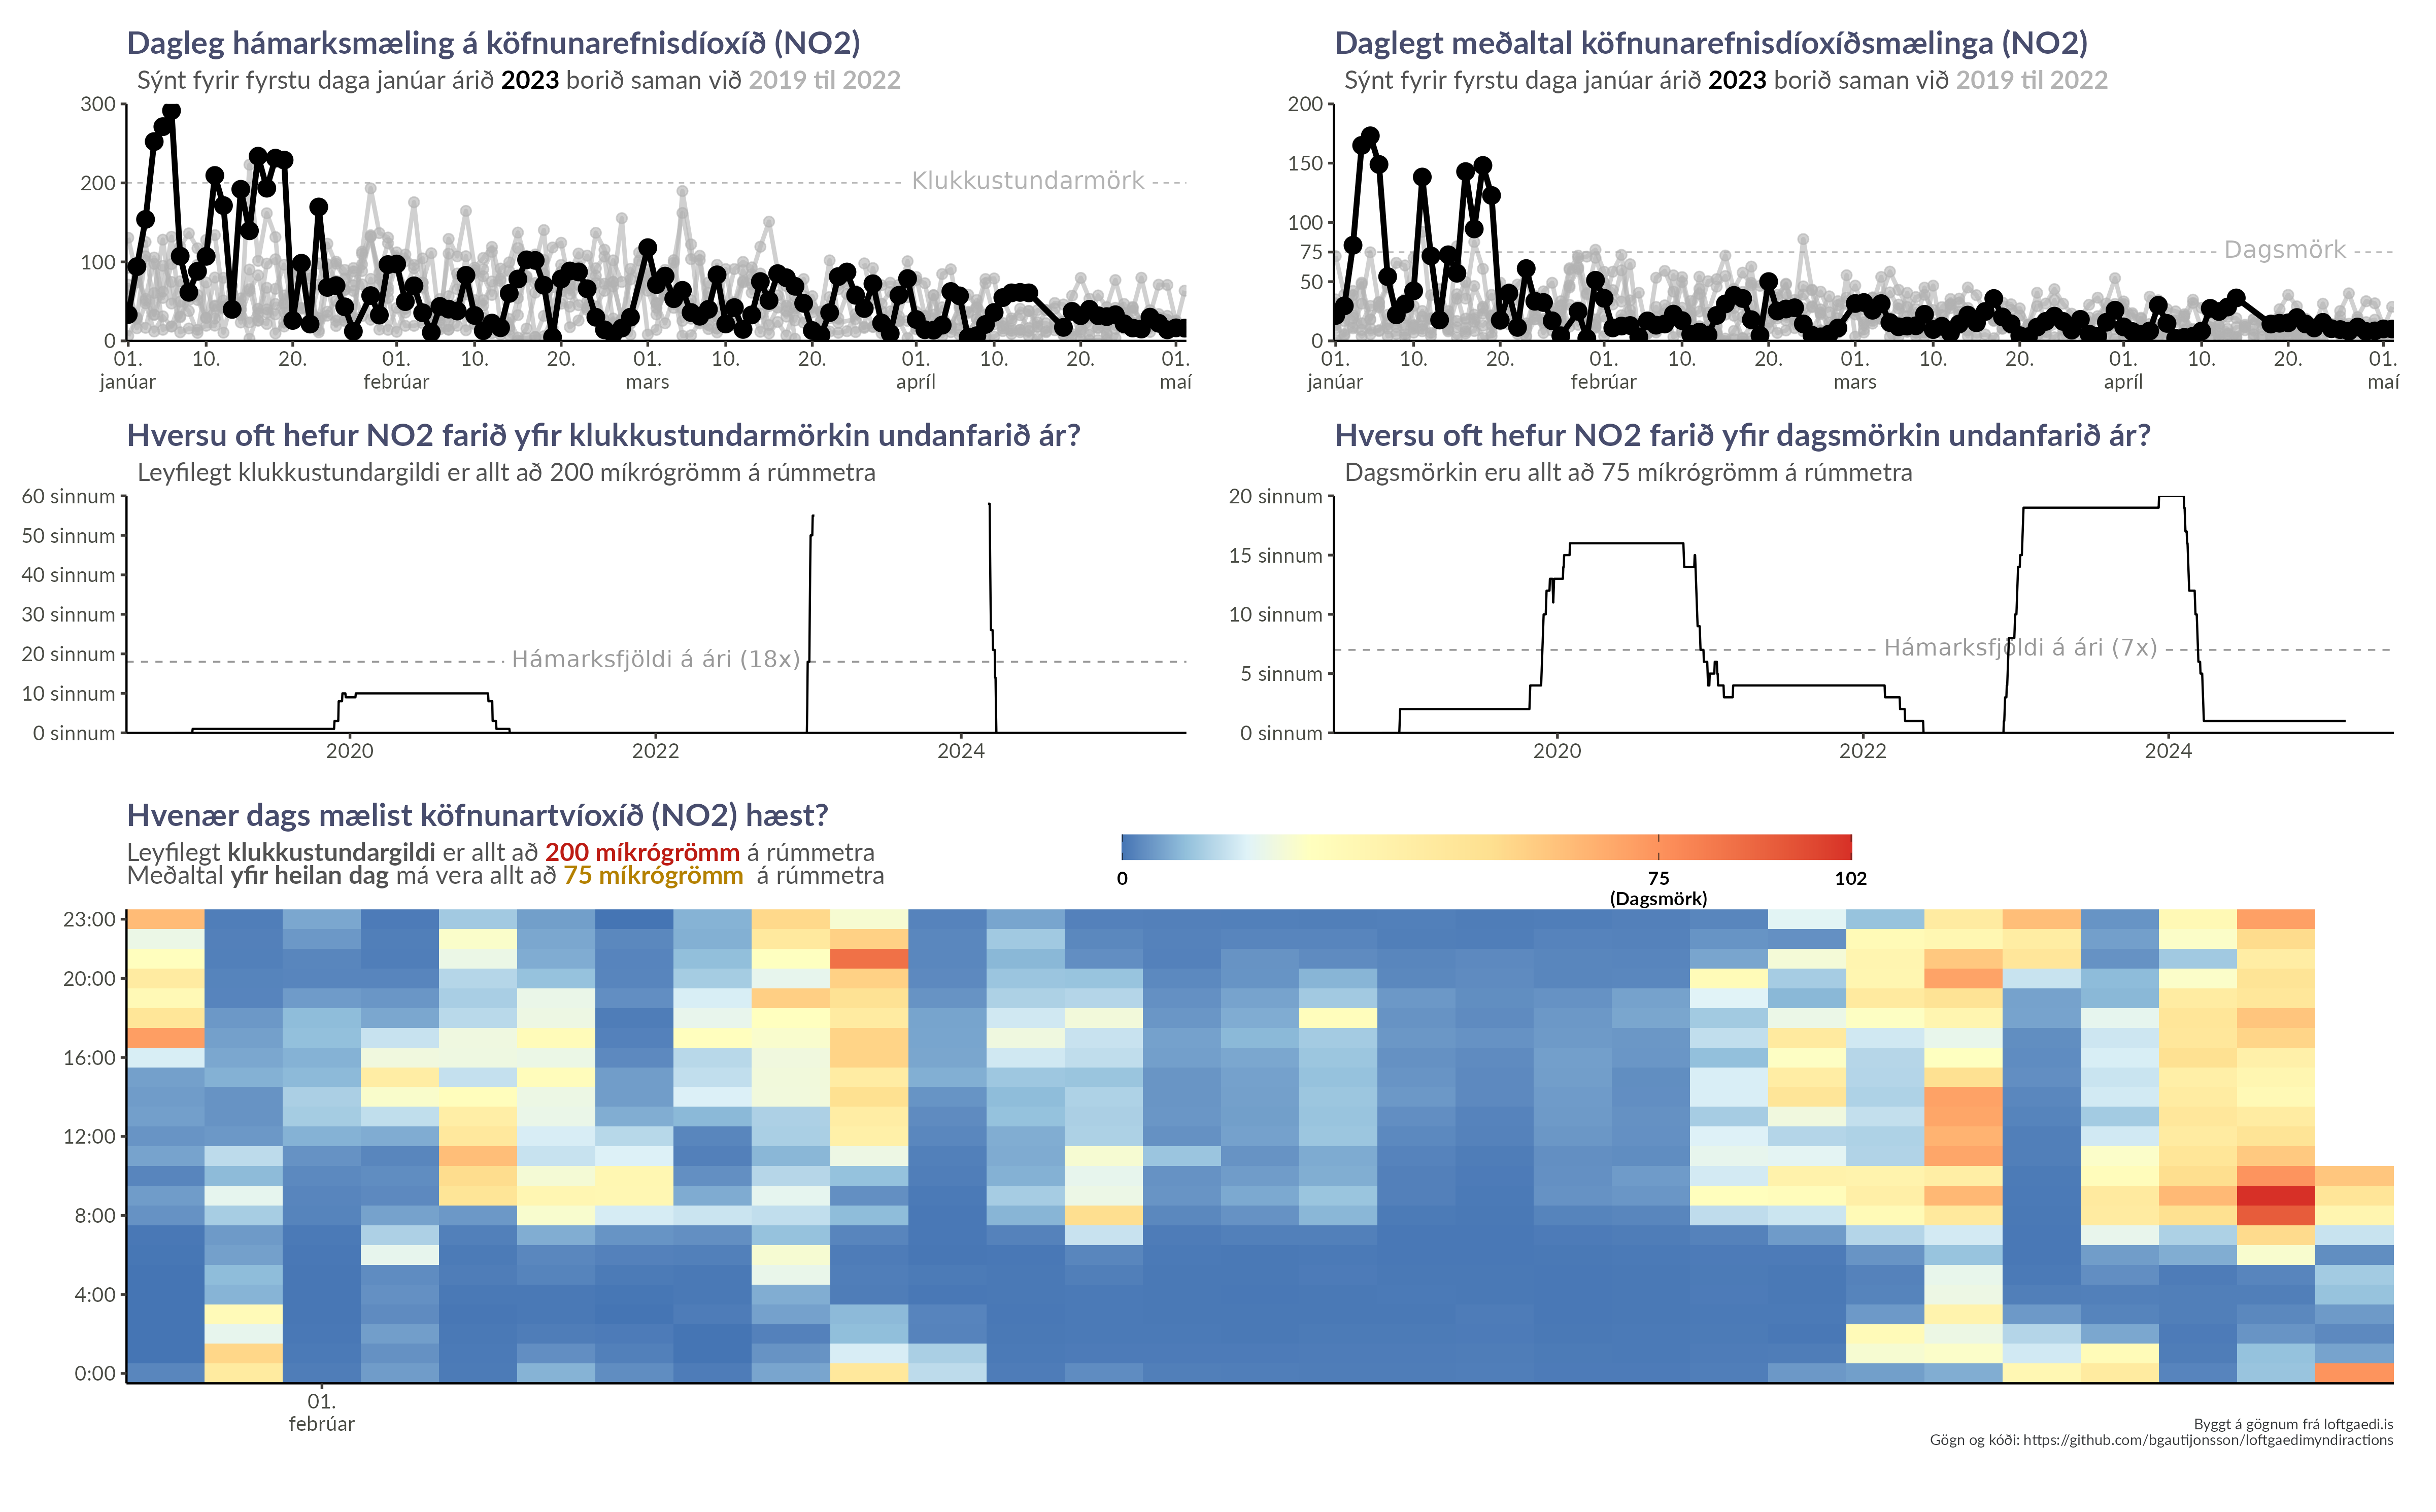 Dagleg hámarksmæling á köfnunarefnisdíoxíð (NO2)
Sýnt fyrir fyrstu daga janúar árið 2023 borið saman við 2019 til 2022
300
200
100
0
Klukkustundarmörk
01. 10. 20. 01. 10. 20. 01. 10. 20. 01. 10. 20. 01.
janúar febrúar mars apríl maí
Daglegt meðaltal köfnunarefnisdíoxíðsmælinga (NO2)
Sýnt fyrir fyrstu daga janúar árið 2023 borið saman við 2019 til 2022
200
150
100
75
50
0
Dagsmörk
01. 10. 20. 01. 10. 20. 01. 10. 20. 01. 10. 20. 01.
janúar febrúar mars apríl maí
Hversu oft hefur NO2 farið yfir klukkustundarmörkin undanfarið ár?
Leyfilegt klukkustundargildi er allt að 200 míkrógrömm á rúmmetra
60 sinnum
50 sinnum
40 sinnum
30 sinnum
20 sinnum
10 sinnum
0 sinnum
Hámarksfjöldi á ári (18x)
2020 2022 2024
Hversu oft hefur NO2 farið yfir dagsmörkin undanfarið ár?
Dagsmörkin eru allt að 75 míkrógrömm á rúmmetra
20 sinnum
15 sinnum
10 sinnum
5 sinnum
0 sinnum
Hámarksfjöldi á ári (7x)
2020 2022 2024
Hvenær dags mælist köfnunartvíoxíð (NO2) hæst?
Leyfilegt klukkustundargildi er allt að 200 míkrógrömm á rúmmetra
Meðaltal yfir heilan dag má vera allt að 75 míkrógrömm á rúmmetra
0 75 102
(Dagsmörk)
23:00
20:00
16:00
12:00
8:00
4:00
0:00
01.
febrúar
Byggt á gögnum frá loftgaedi.is
Gögn og kóði: https://github.com/bgautijonsson/loftgaedimyndiractions